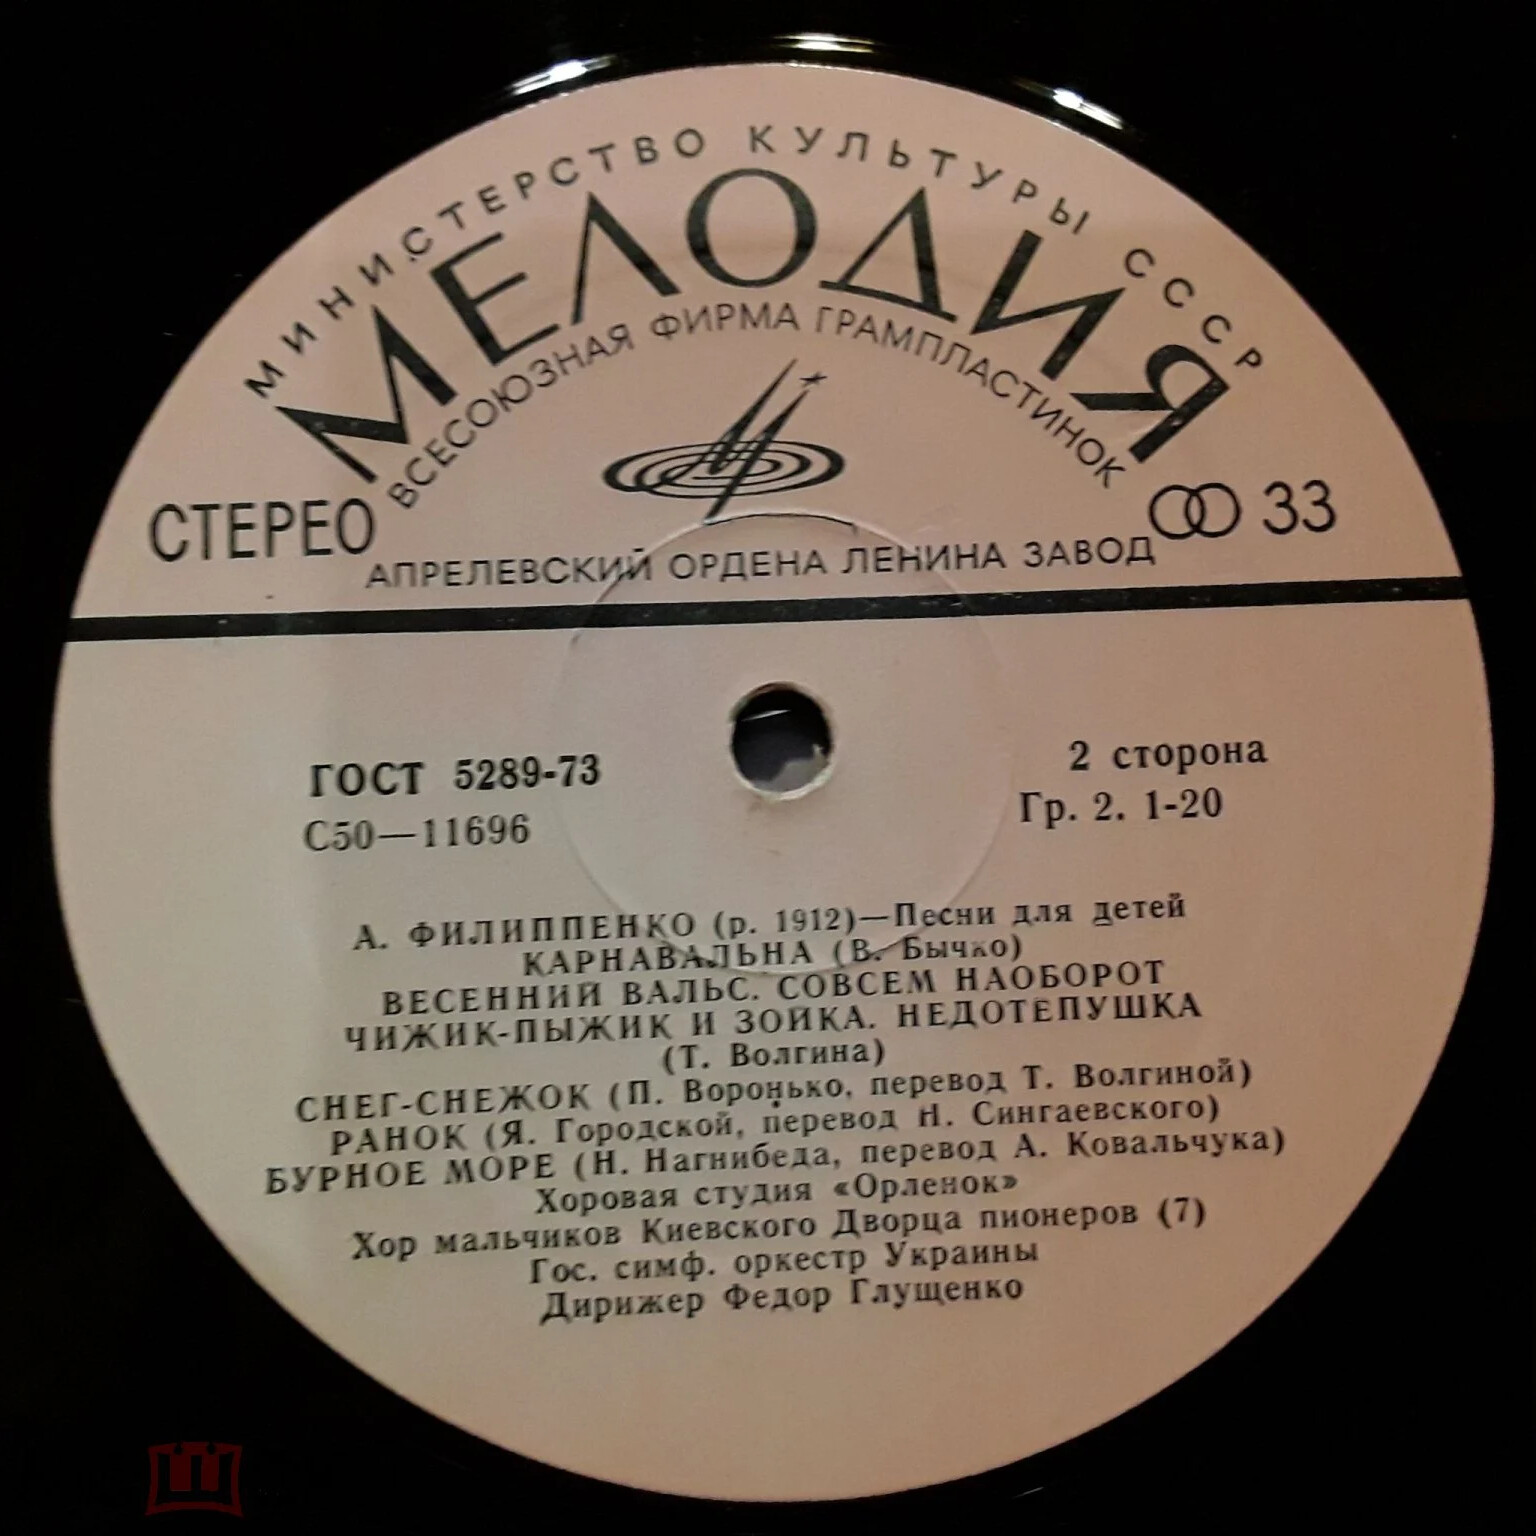 МИНИСТЕРСТВО КУЛЬТУРЫ СССР
МЕЛОДИЯ
ВСЕСОЮЗНАЯ ФИРМА ГРАМПЛАСТИНОК
СТЕРЕО
33
АПРЕЛЕВСКИЙ ОРДЕНА ЛЕНИНА ЗАВОД
ГОСТ 5289-73
2 сторона
С50—11696
Гр. 2. 1-20
А. ФИЛИППЕНКО (р. 1912)—Песни для детей
КАРНАВАЛЬНА (В. Бычко)
ВЕСЕННИЙ ВАЛЬС. СОВСЕМ НАОБОРОТ
ЧИЖИК-ПЫЖИК И ЗОЙКА. НЕДОТЁПУШКА
(Т. Волгина)
СНЕГ-СНЕЖОК (П. Воронько, перевод Т. Волгиной)
РАНОК (Я. Городской, перевод Н. Сингаевского)
БУРНОЕ МОРЕ (Н. Нагнибеда, перевод А. Ковальчука)
Хоровая студия «Орленок»
Хор мальчиков Киевского Дворца пионеров (7)
Гос. симф. оркестр Украины
Дирижер Федор Глущенко